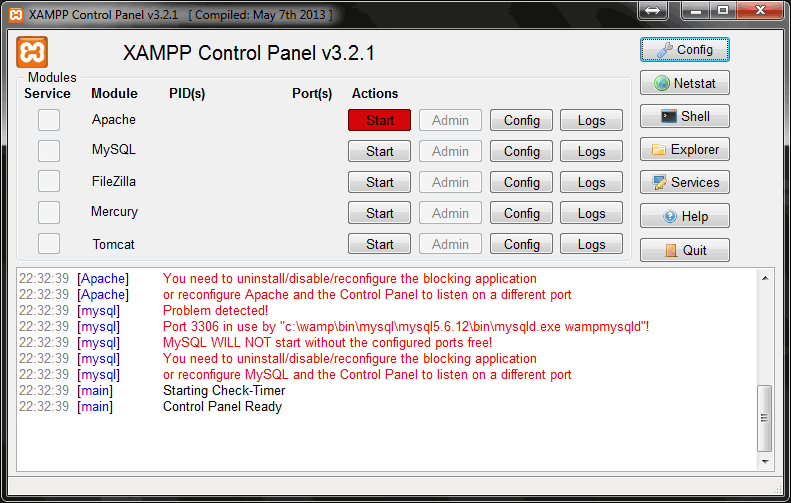 XAMPP Control Panel v3.2.1 [ Compiled: May 7th 2013 ]
XAMPP Control Panel v3.2.1
Config
Modules
Service Module PID(s) Port(s) Actions
Netstat
Apache Start Admin Config Logs
Shell
MySQL Start Admin Config Logs
Explorer
FileZilla Start Admin Config Logs
Services
Mercury Start Admin Config Logs
Help
Tomcat Start Admin Config Logs
Quit
22:32:39 [Apache] You need to uninstall/disable/reconfigure the blocking application
22:32:39 [Apache] or reconfigure Apache and the Control Panel to listen on a different port
22:32:39 [mysql] Problem detected!
22:32:39 [mysql] Port 3306 in use by "c:\wamp\bin\mysql\mysql5.6.12\bin\mysqld.exe wampmysqld"!
22:32:39 [mysql] MySQL WILL NOT start without the configured ports free!
22:32:39 [mysql] You need to uninstall/disable/reconfigure the blocking application
22:32:39 [mysql] or reconfigure MySQL and the Control Panel to listen on a different port
22:32:39 [main] Starting Check-Timer
22:32:39 [main] Control Panel Ready